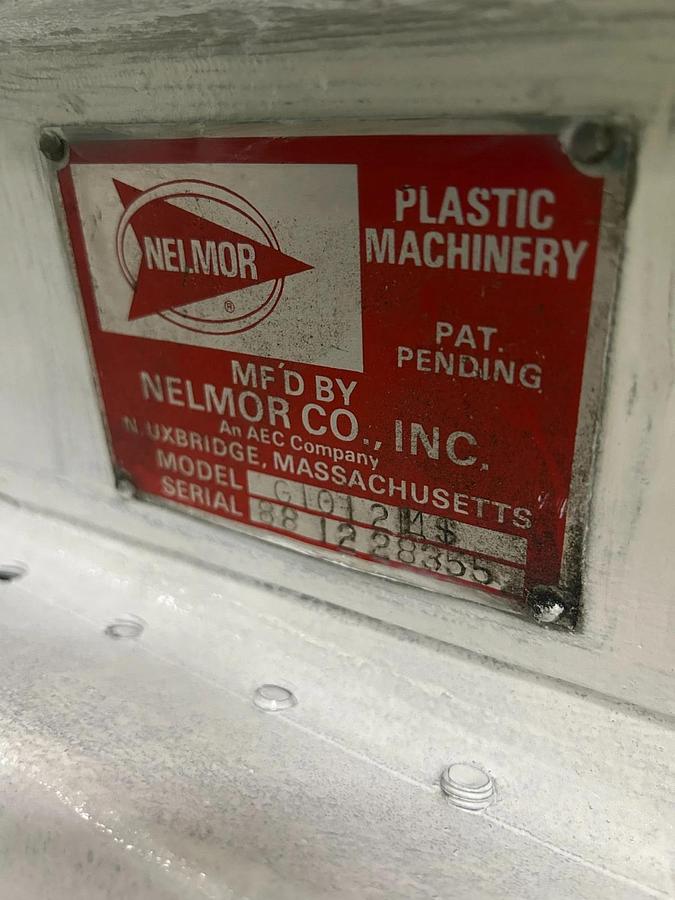 NELMOR
®
PLASTIC
MACHINERY
PAT.
PENDING
MF'D BY
NELMOR CO., INC.
An AEC Company
N. UXBRIDGE, MASSACHUSETTS
MODEL G1012M$
SERIAL 88 12 28355